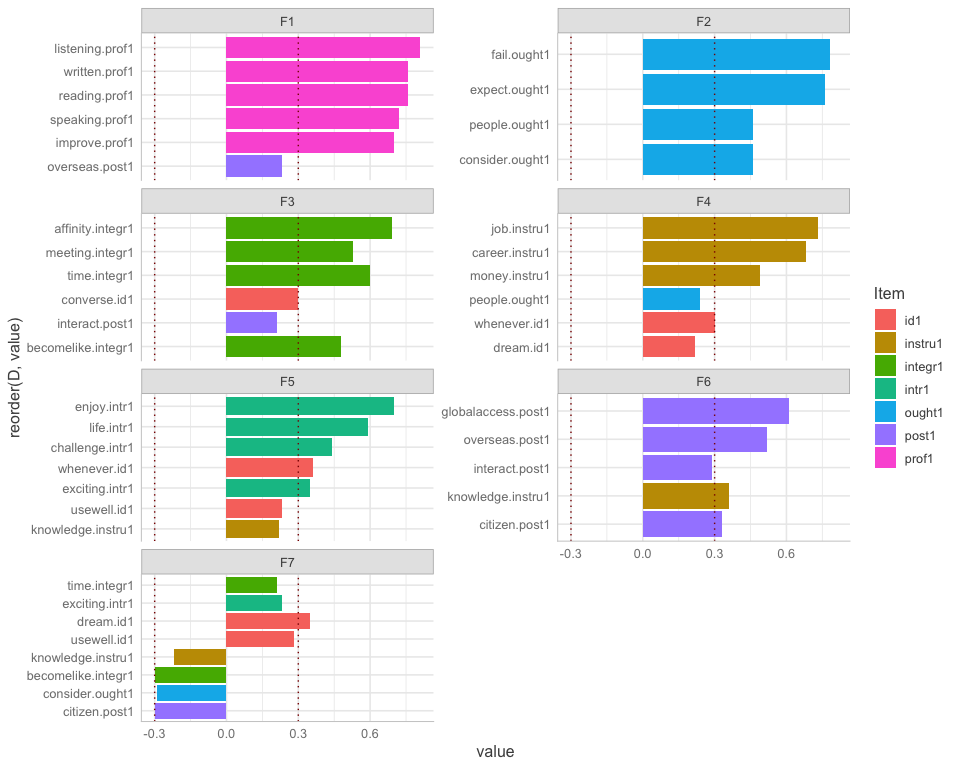 F1
listening.prof1
written.prof1
reading.prof1
speaking.prof1
improve.prof1
overseas.post1
F2
fail.ought1
expect.ought1
people.ought1
consider.ought1
F3
affinity.integr1
meeting.integr1
time.integr1
converse.id1
interact.post1
becomelike.integr1
F4
job.instru1
career.instru1
money.instru1
people.ought1
whenever.id1
dream.id1
F5
enjoy.intr1
life.intr1
challenge.intr1
whenever.id1
exciting.intr1
usewell.id1
knowledge.instru1
F6
globalaccess.post1
overseas.post1
interact.post1
knowledge.instru1
citizen.post1
-0.3 0.0 0.3 0.6
F7
time.integr1
exciting.intr1
dream.id1
usewell.id1
knowledge.instru1
becomelike.integr1
consider.ought1
citizen.post1
-0.3 0.0 0.3 0.6
value
reorder(D, value)
Item
id1
instru1
integr1
intr1
ought1
post1
prof1